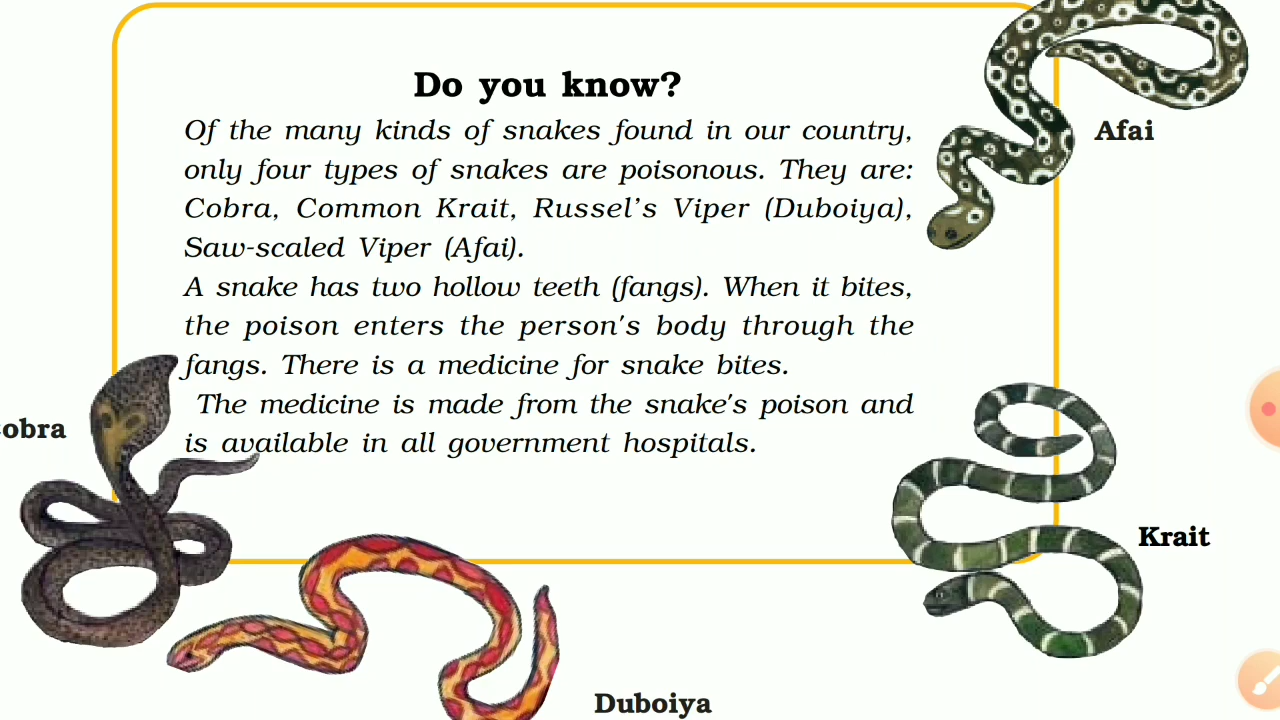 Do you know?
Of the many kinds of snakes found in our country,
only four types of snakes are poisonous. They are:
Cobra, Common Krait, Russel's Viper (Duboiya),
Saw-scaled Viper (Afai).
A snake has two hollow teeth (fangs). When it bites,
the poison enters the person's body through the
fangs. There is a medicine for snake bites.
The medicine is made from the snake's poison and
is available in all government hospitals.
Afai
obra
Krait
Duboiya